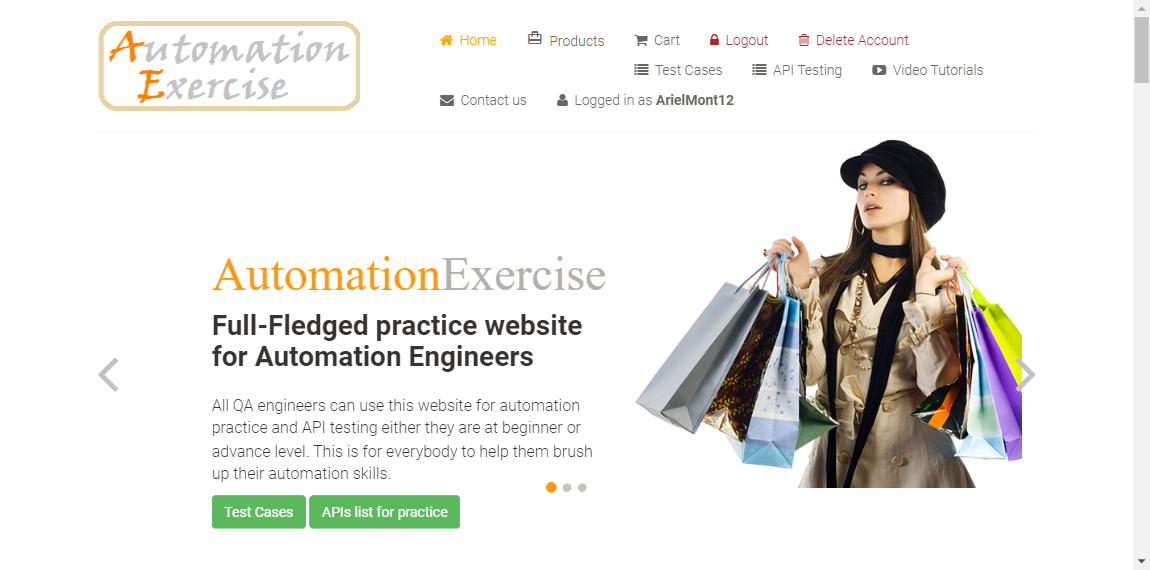 Automation
Exercise
Home Products Cart Logout Delete Account
Test Cases API Testing Video Tutorials
Contact us Logged in as ArielMont12
AutomationExercise
Full-Fledged practice website
for Automation Engineers
All QA engineers can use this website for automation
practice and API testing either they are at beginner or
advance level. This is for everybody to help them brush
up their automation skills.
Test Cases APIs list for practice